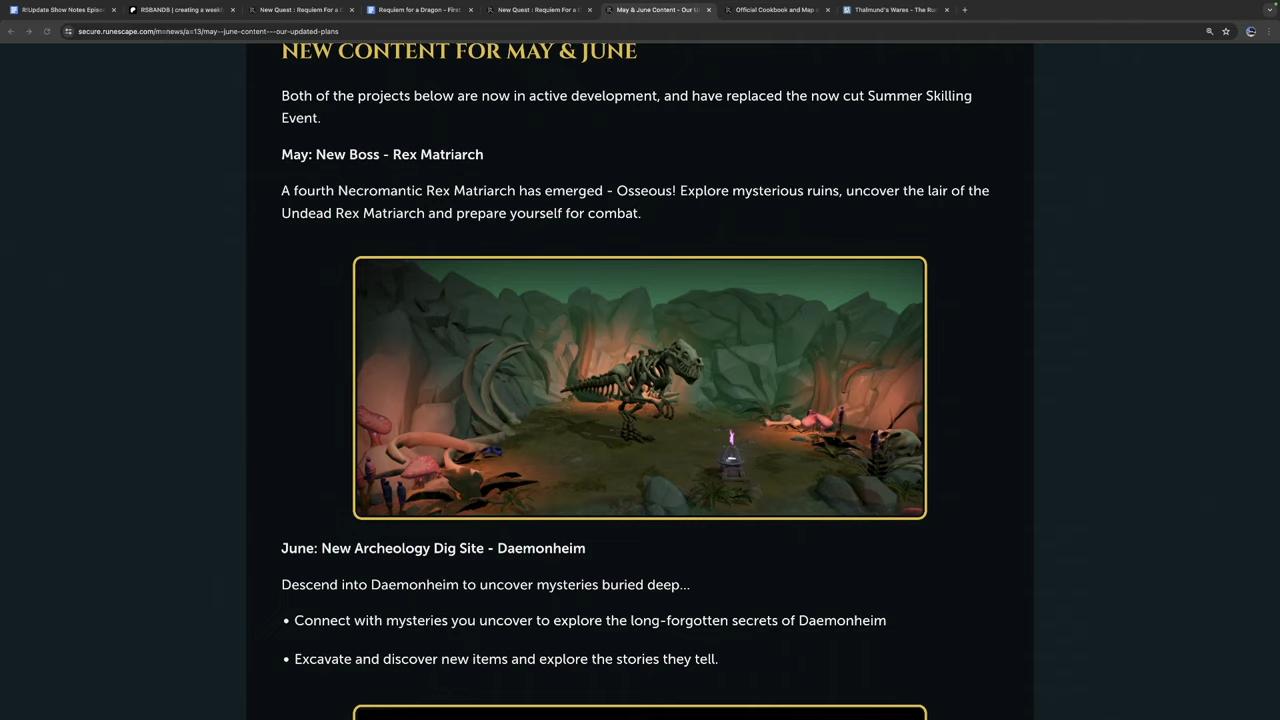 R!Update Show Notes Episod
RSBANDB | creating a weekl
New Quest : Requiem For a D
Requiem for a Dragon - First
New Quest : Requiem For a D
May & June Content - Our U
Official Cookbook and Map a
Thalmund's Wares - The Ru
secure.runescape.com/m=news/a=13/may--june-content---our-updated-plans
NEW CONTENT FOR MAY & JUNE
Both of the projects below are now in active development, and have replaced the now cut Summer Skilling
Event.
May: New Boss - Rex Matriarch
A fourth Necromantic Rex Matriarch has emerged - Osseous! Explore mysterious ruins, uncover the lair of the
Undead Rex Matriarch and prepare yourself for combat.
June: New Archeology Dig Site - Daemonheim
Descend into Daemonheim to uncover mysteries buried deep...
• Connect with mysteries you uncover to explore the long-forgotten secrets of Daemonheim
• Excavate and discover new items and explore the stories they tell.